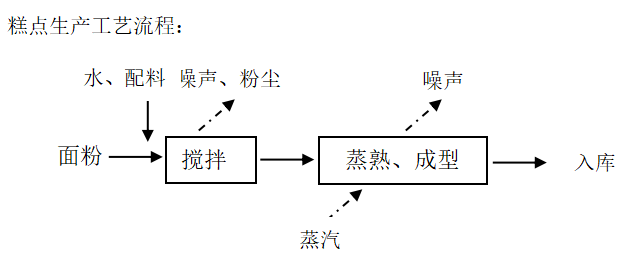 糕点生产工艺流程：
水、配料 噪声、粉尘 噪声
面粉 搅拌 蒸熟、成型 入库
蒸汽